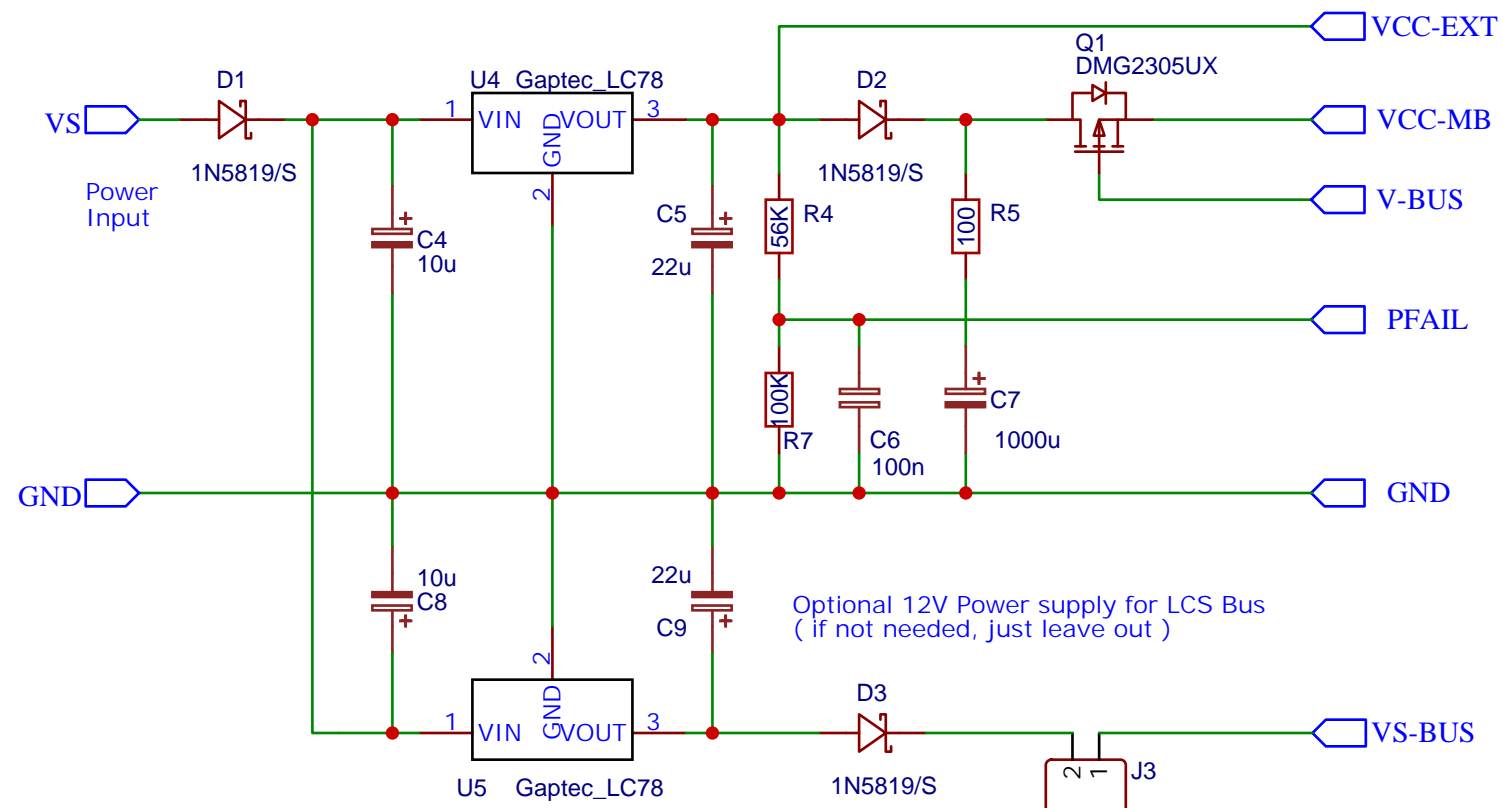 VCC-EXT
Q1
DMG2305UX
D1
U4 Gaptec_LC78
D2
VS
1
VIN
GND
VOUT
3
2
VCC-MB
1N5819/S
1N5819/S
Power
Input
C5
22u
56K
R4
100
R5
V-BUS
C4
10u
PFAIL
100K
R7
C6
100n
C7
1000u
GND
GND
10u
C8
22u
C9
Optional 12V Power supply for LCS Bus
( if not needed, just leave out )
2
1
VIN
GND
VOUT
3
D3
VS-BUS
U5 Gaptec_LC78
1N5819/S
2
1
J3